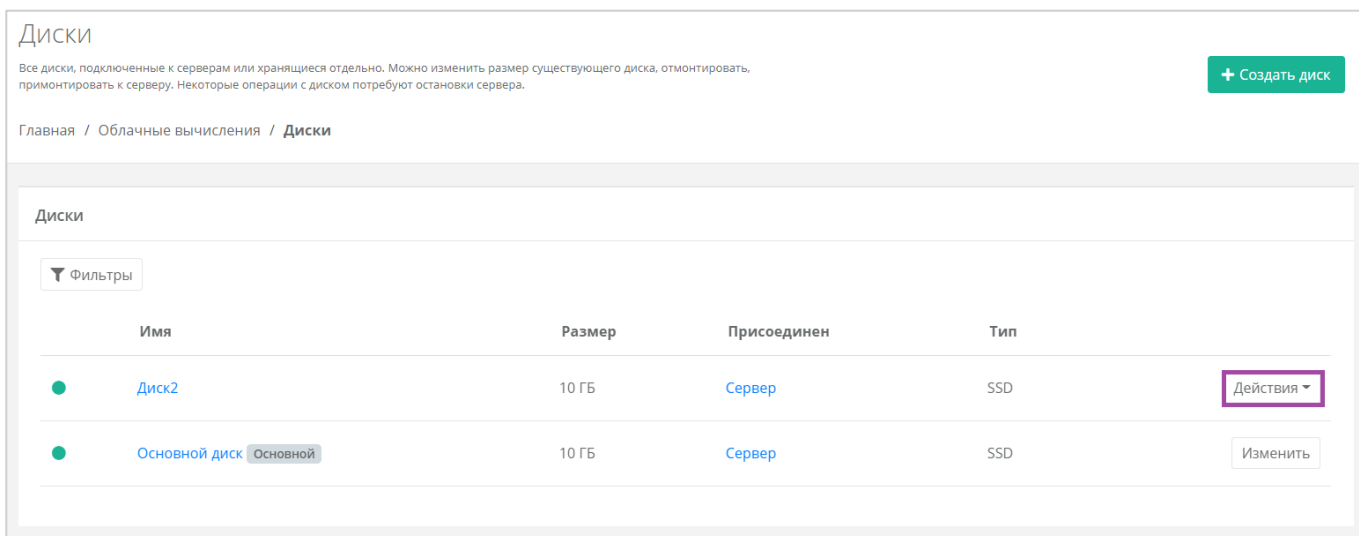 Диски
Все диски, подключенные к серверам или хранящиеся отдельно. Можно изменить размер существующего диска, отмонтировать,
примонтировать к серверу. Некоторые операции с диском потребуют остановки сервера.
+ Создать диск
Главная / Облачные вычисления / Диски
Диски
Фильтры
Имя Размер Присоединен Тип
Диск2 10 ГБ Сервер SSD Действия
Основной диск Основной 10 ГБ Сервер SSD Изменить